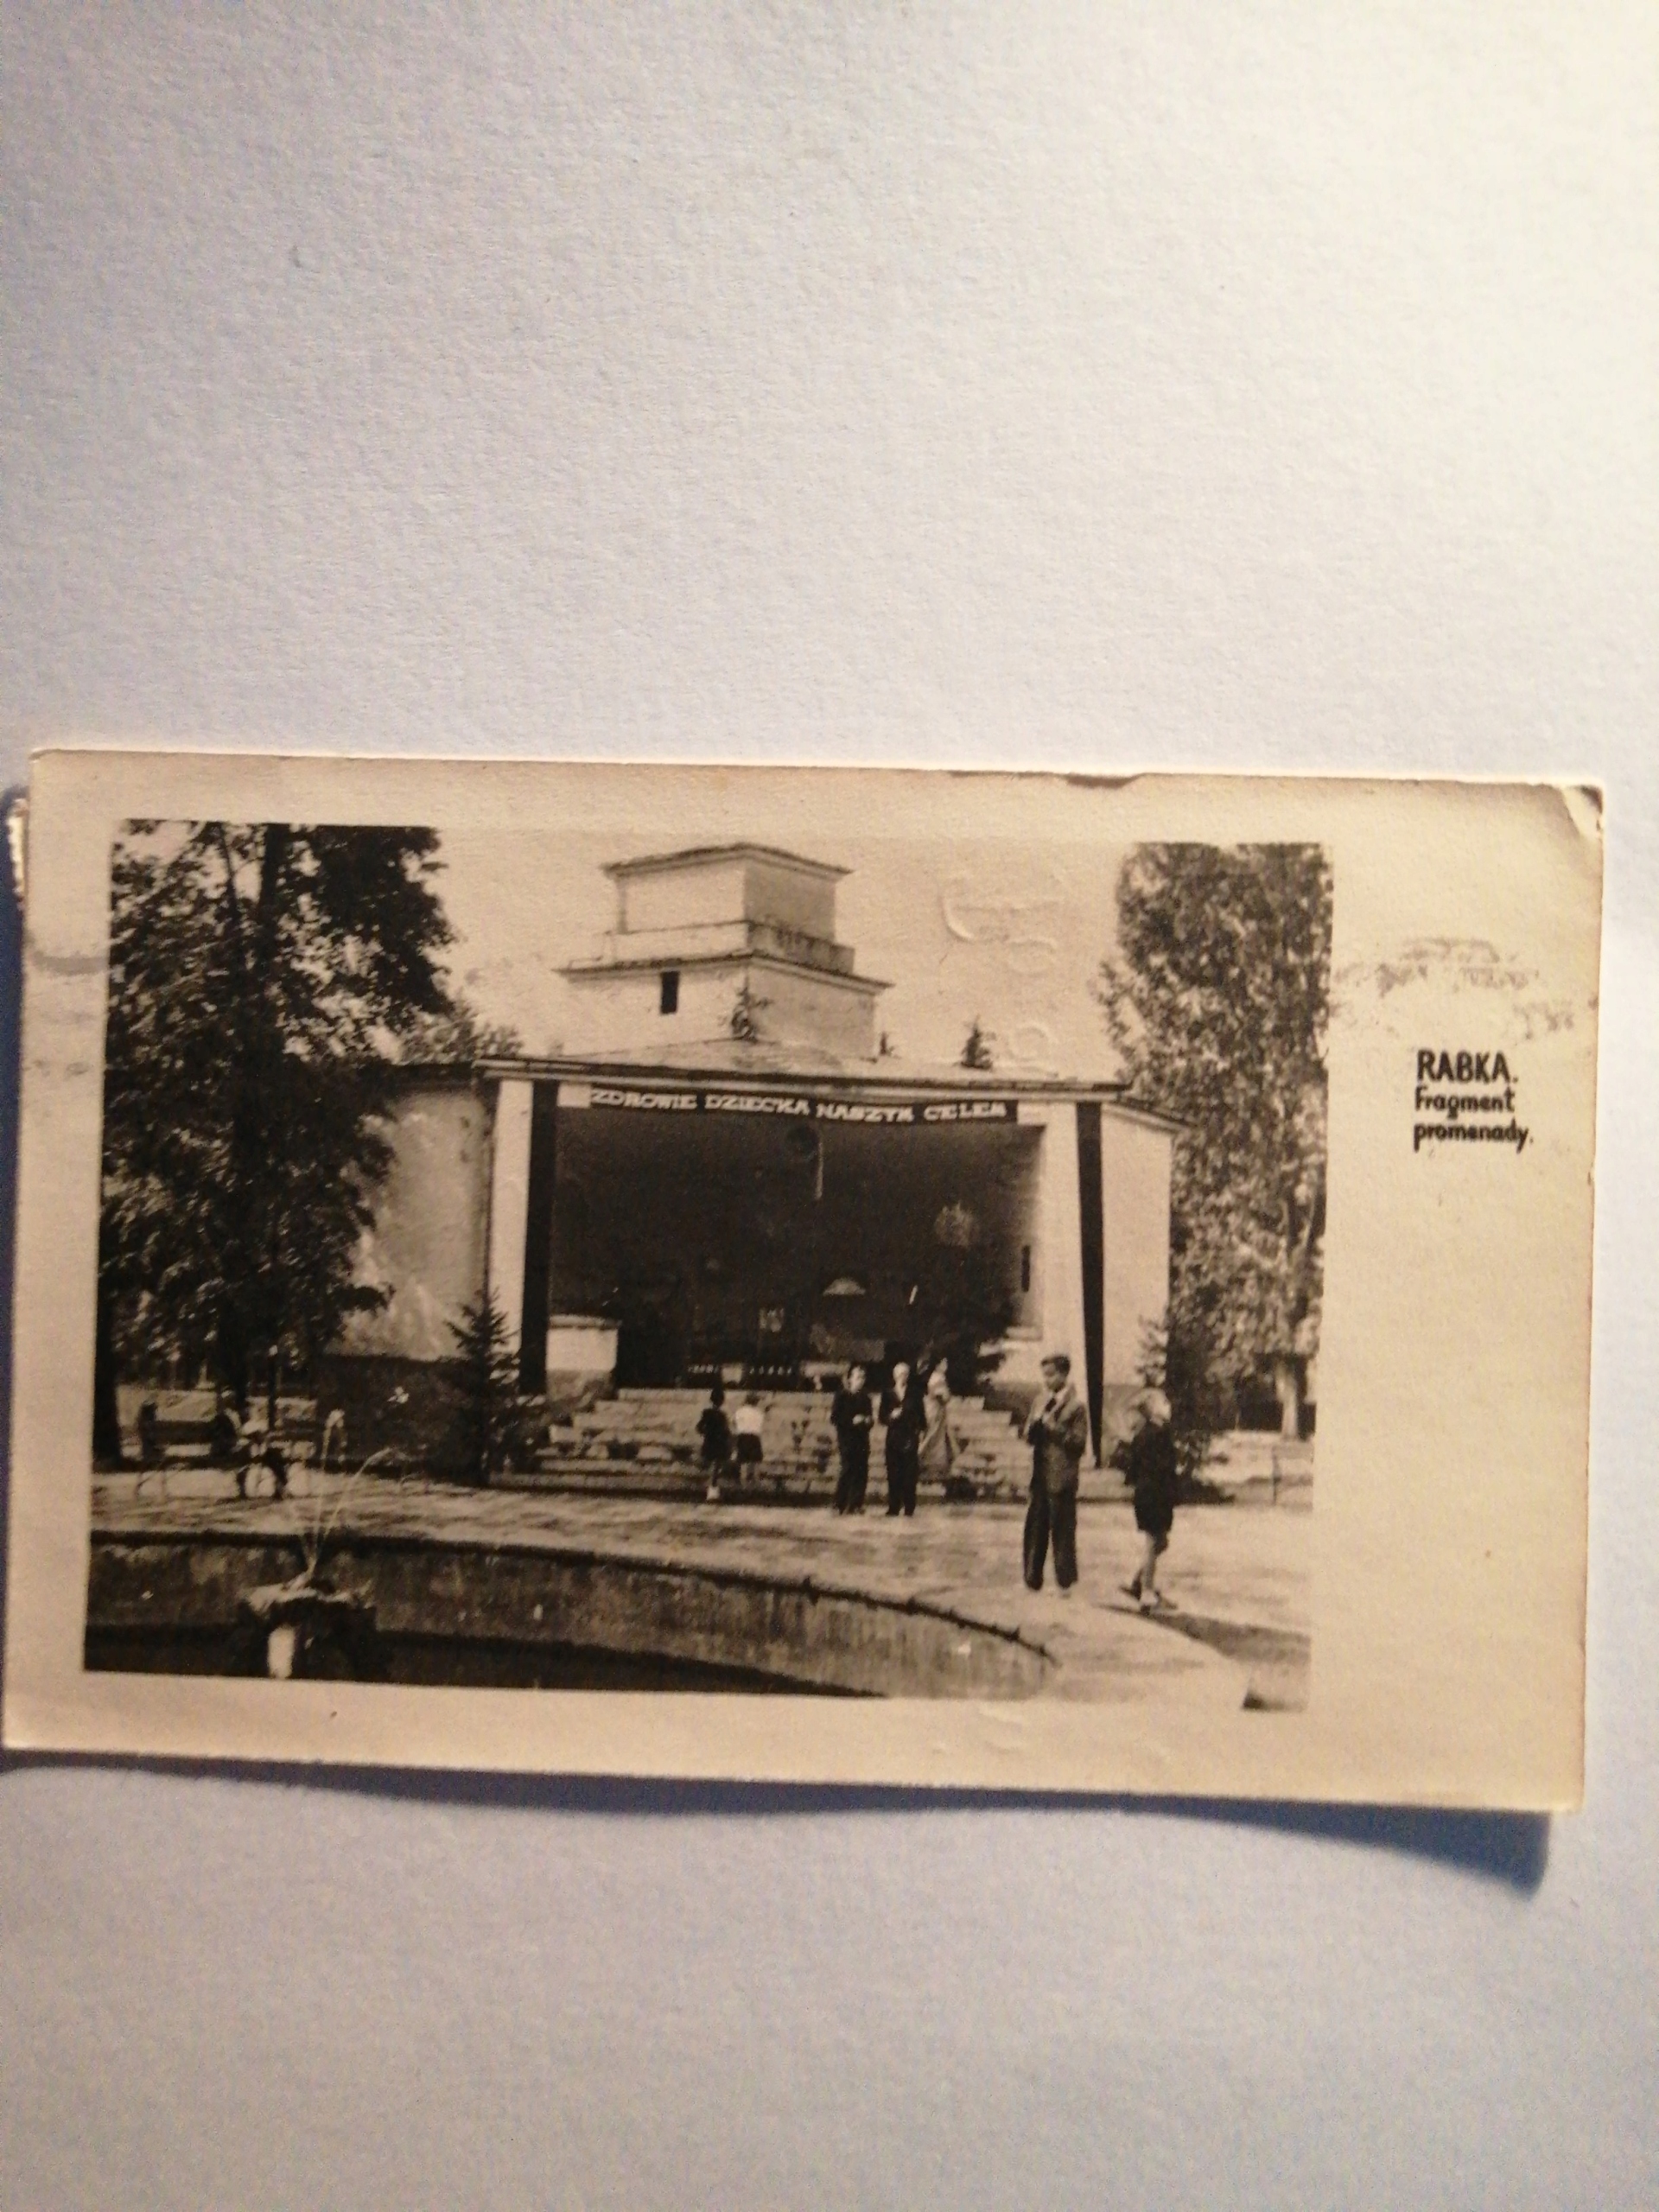 ZDROWIE DZIECKA NASZYM CELEM
RABKA.
Fragment
promenady.